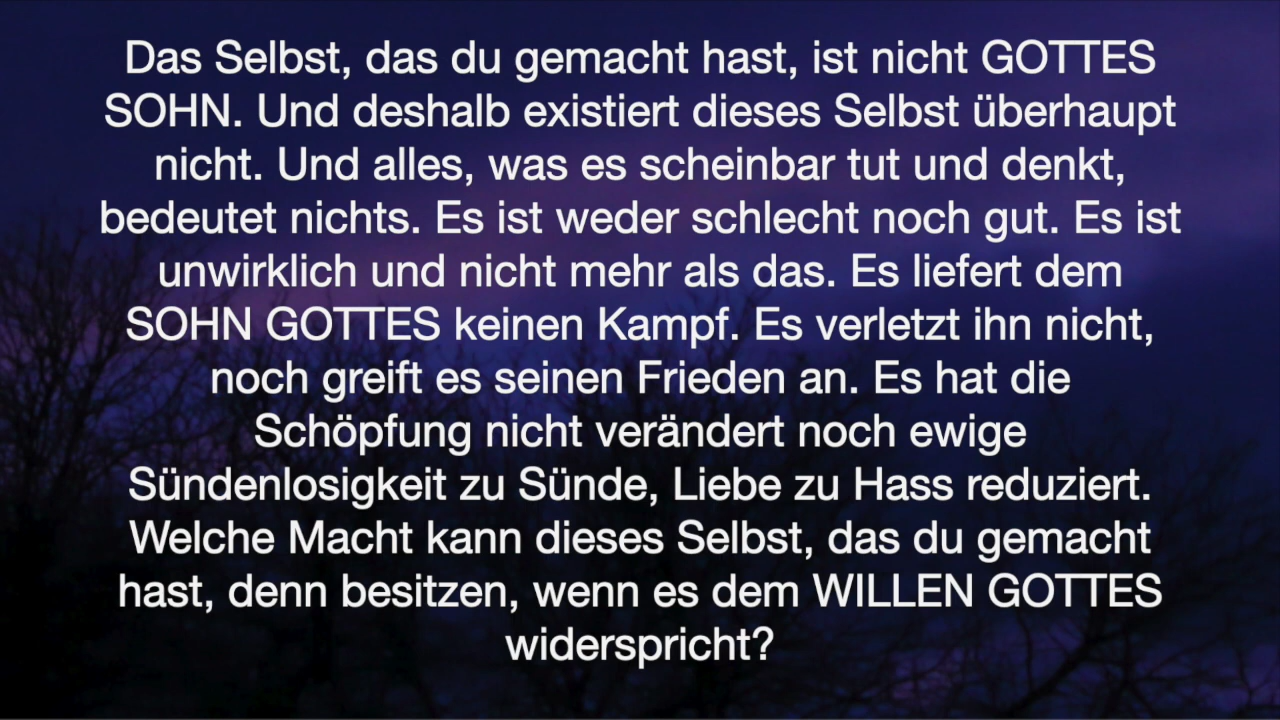 Das Selbst, das du gemacht hast, ist nicht GOTTES
SOHN. Und deshalb existiert dieses Selbst überhaupt
nicht. Und alles, was es scheinbar tut und denkt,
bedeutet nichts. Es ist weder schlecht noch gut. Es ist
unwirklich und nicht mehr als das. Es liefert dem
SOHN GOTTES keinen Kampf. Es verletzt ihn nicht,
noch greift es seinen Frieden an. Es hat die
Schöpfung nicht verändert noch ewige
Sündenlosigkeit zu Sünde, Liebe zu Hass reduziert.
Welche Macht kann dieses Selbst, das du gemacht
hast, denn besitzen, wenn es dem WILLEN GOTTES
widerspricht?